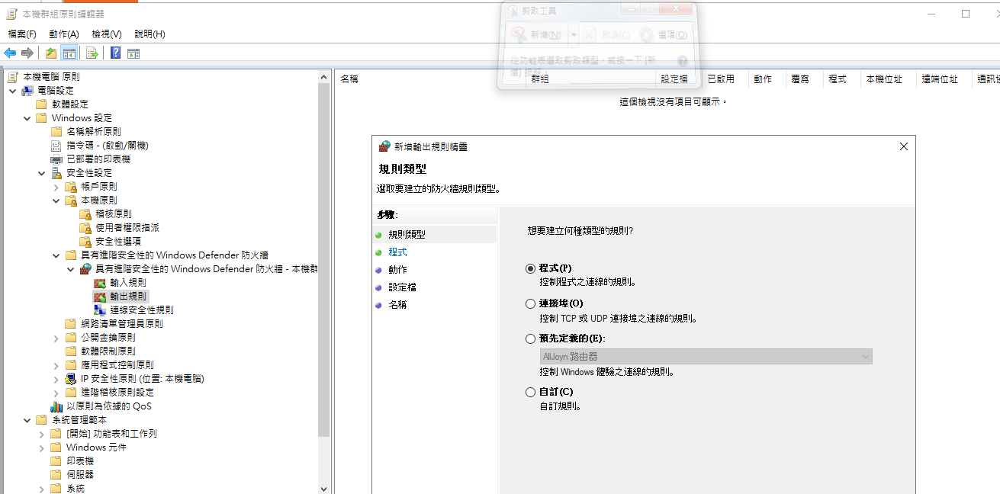 本機群組原則編輯器
檔案(F) 動作(A) 檢視(V) 說明(H)
剪取工具
新增(N) 取消(C) 選項(O)
從功能表選取剪取類型，或按一下 [新
增] 按鈕。
本機電腦 原則
電腦設定
軟體設定
Windows 設定
名稱解析原則
指令碼 - (啟動/關機)
已部署的印表機
安全性設定
帳戶原則
本機原則
稽核原則
使用者權限指派
安全性選項
具有進階安全性的 Windows Defender 防火牆
具有進階安全性的 Windows Defender 防火牆 - 本機群
輸入規則
輸出規則
連線安全性規則
網路清單管理員原則
公開金鑰原則
軟體限制原則
應用程式控制原則
IP 安全性原則 (位置: 本機電腦)
進階稽核原則設定
以原則為依據的 QoS
系統管理範本
[開始] 功能表和工作列
Windows 元件
印表機
伺服器
系統
名稱 群組 設定檔 已啟用 動作 覆寫 程式 本機位址 遠端位址 通訊協
這個檢視沒有項目可顯示。
新增輸出規則精靈
規則類型
選取要建立的防火牆規則類型。
步驟:
規則類型
程式
動作
設定檔
名稱
想要建立何種類型的規則?
程式(P)
控制程式之連線的規則。
連接埠(O)
控制 TCP 或 UDP 連接埠之連線的規則。
預先定義的(E):
AllJoyn 路由器
控制 Windows 體驗之連線的規則。
自訂(C)
自訂規則。